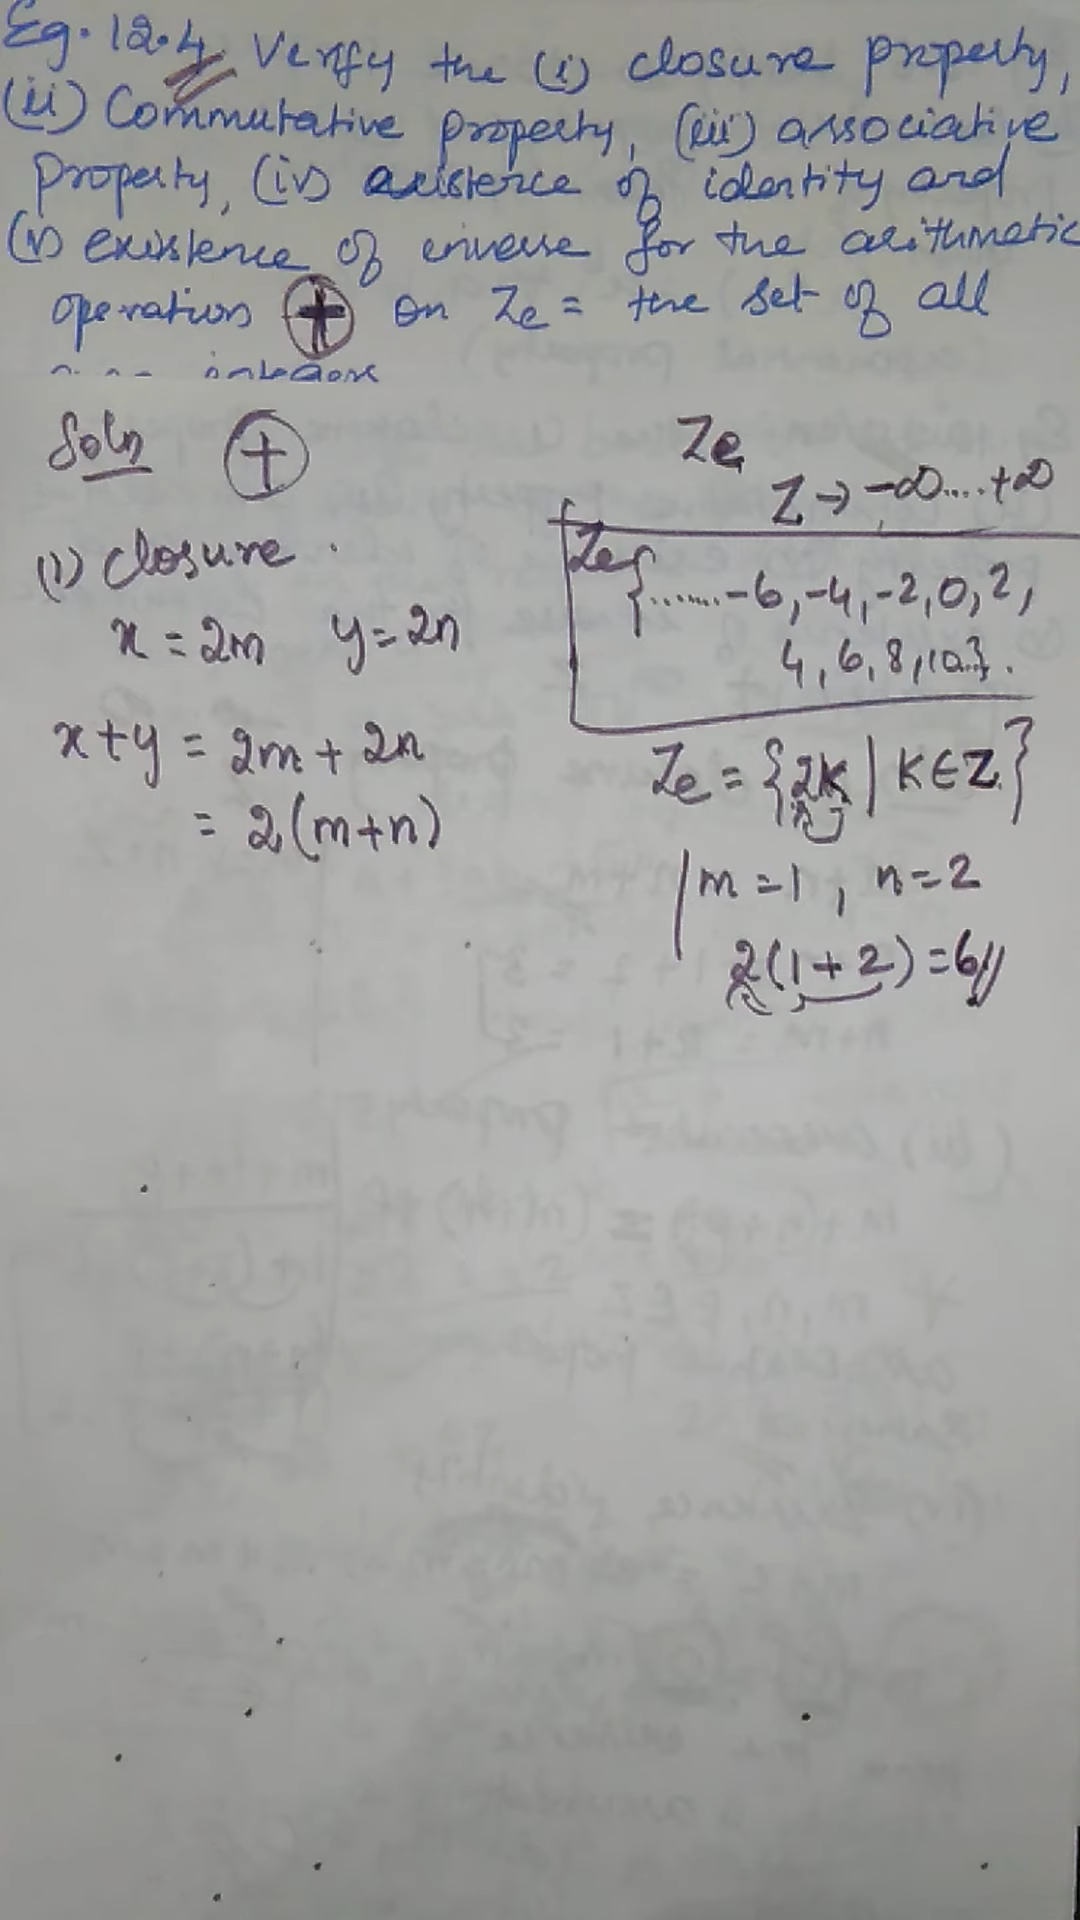 Eg. 12.4 Verify the (i) closure property,
(ii) Commutative property, (iii) associative
property, (iv) existence of identity and
(v) existence of inverse for the arithmetic
operation + on Ze = the set of all
integers
Soln +
Ze
Z → -∞....+∞
(i) closure.
x = 2m y = 2n
x+y = 2m + 2n
= 2(m+n)
Ze {.......-6,-4,-2,0,2,
4,6,8,10..}.
Ze = {2k | K∈Z}
m = 1, n = 2
2(1+2) = 6//